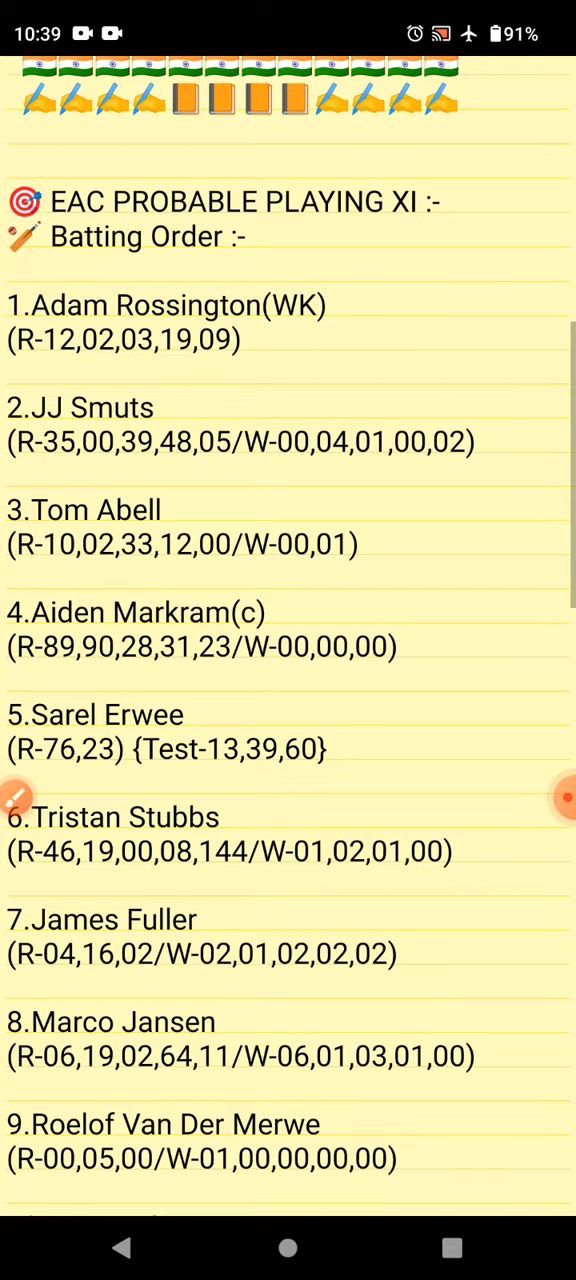 10:39 91%
EAC PROBABLE PLAYING XI :-
Batting Order :-
1.Adam Rossington(WK)
(R-12,02,03,19,09)
2.JJ Smuts
(R-35,00,39,48,05/W-00,04,01,00,02)
3.Tom Abell
(R-10,02,33,12,00/W-00,01)
4.Aiden Markram(c)
(R-89,90,28,31,23/W-00,00,00)
5.Sarel Erwee
(R-76,23) {Test-13,39,60}
6.Tristan Stubbs
(R-46,19,00,08,144/W-01,02,01,00)
7.James Fuller
(R-04,16,02/W-02,01,02,02,02)
8.Marco Jansen
(R-06,19,02,64,11/W-06,01,03,01,00)
9.Roelof Van Der Merwe
(R-00,05,00/W-01,00,00,00,00)